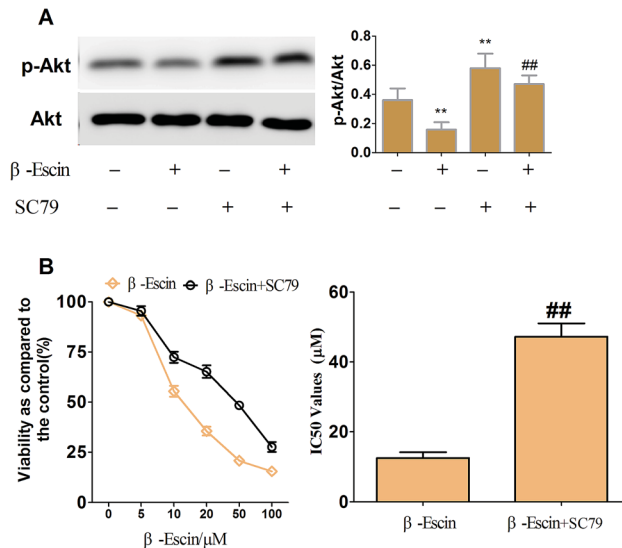 A
p-Akt
Akt
β -Escin − + − +
SC79 − − + +
p-Akt/Akt
0.8
0.6
0.4
0.2
0.0
** ** ##
− + − +
− − + +
B
β -Escin β -Escin+SC79
Viability as compared to
the control(%)
100
75
50
25
0
0 5 10 20 50 100
β -Escin/μM
IC50 Values (μM)
60
40
20
0
##
β -Escin β -Escin+SC79